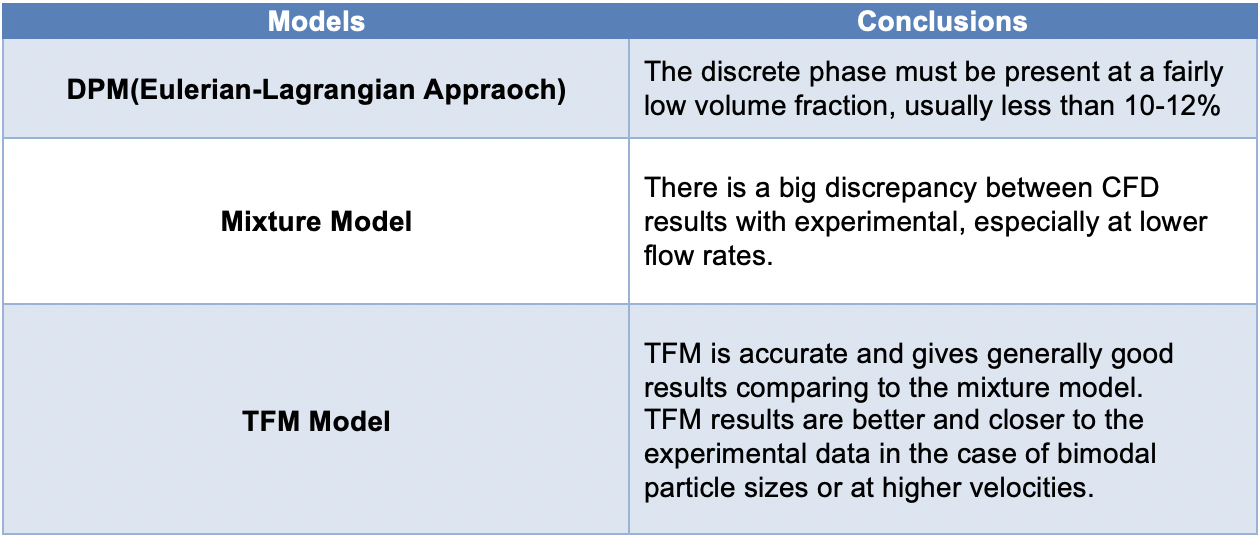 Models
Conclusions
DPM(Eulerian-Lagrangian Appraoch)
The discrete phase must be present at a fairly
low volume fraction, usually less than 10-12%
Mixture Model
There is a big discrepancy between CFD
results with experimental, especially at lower
flow rates.
TFM Model
TFM is accurate and gives generally good
results comparing to the mixture model.
TFM results are better and closer to the
experimental data in the case of bimodal
particle sizes or at higher velocities.